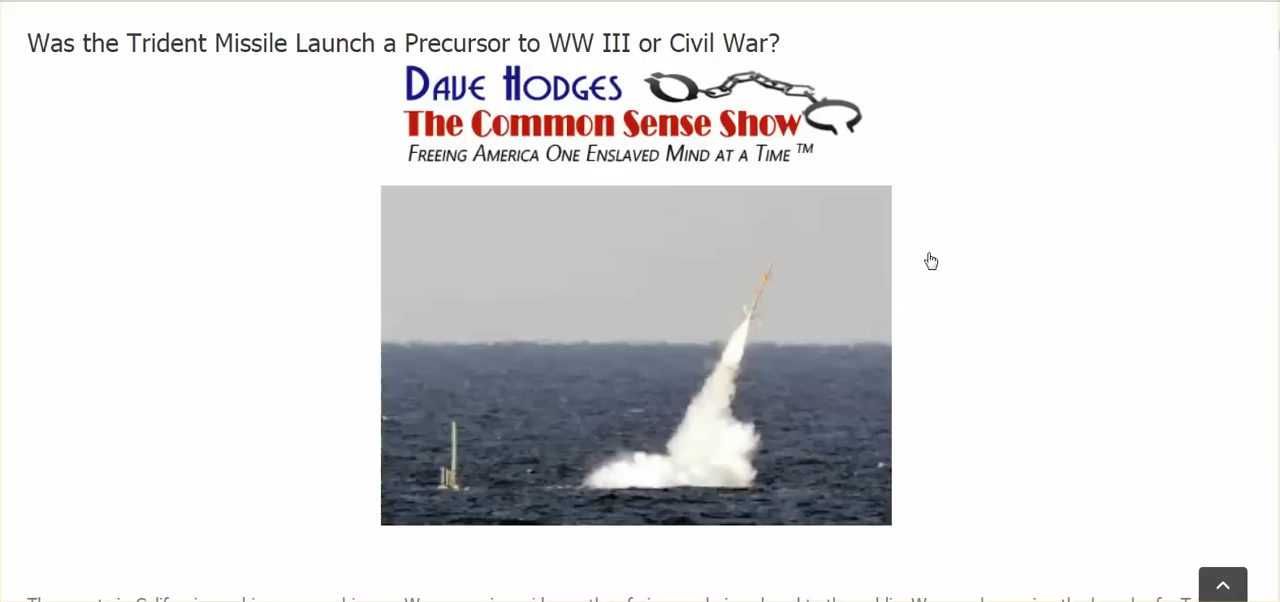 Was the Trident Missile Launch a Precursor to WW III or Civil War?
DAVE HODGES
The Common Sense Show
FREEING AMERICA ONE ENSLAVED MIND AT A TIME ™